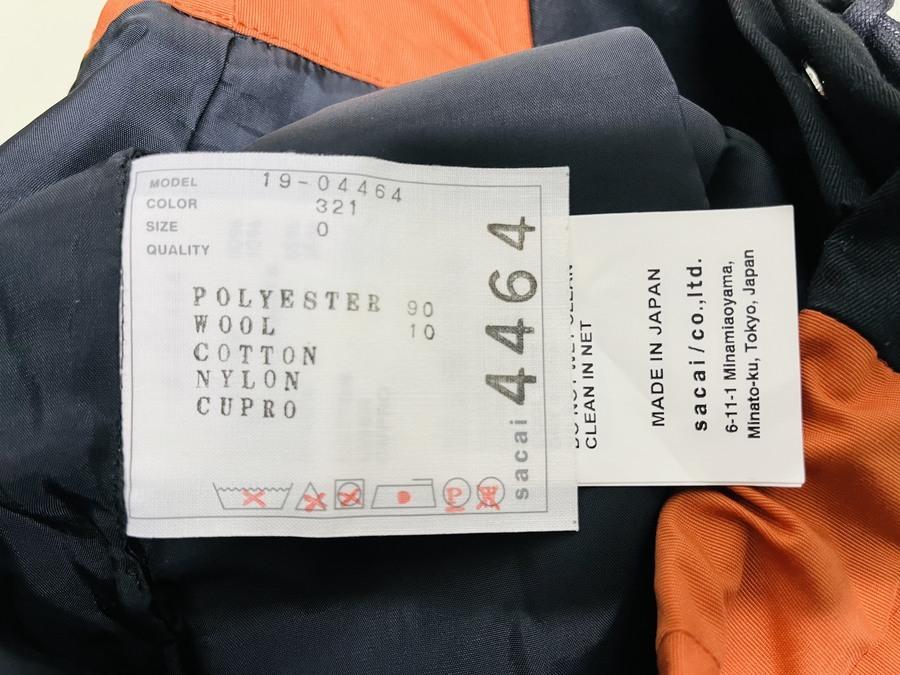 MODEL 19-04464
COLOR 321
SIZE 0
QUALITY
POLYESTER 90
WOOL 10
COTTON
NYLON
CUPRO
sacai 4464
P
W
CLEAN IN NET
MADE IN JAPAN
sacai/co.,ltd.
6-11-1 Minamiaoyama,
Minato-ku, Tokyo, Japan